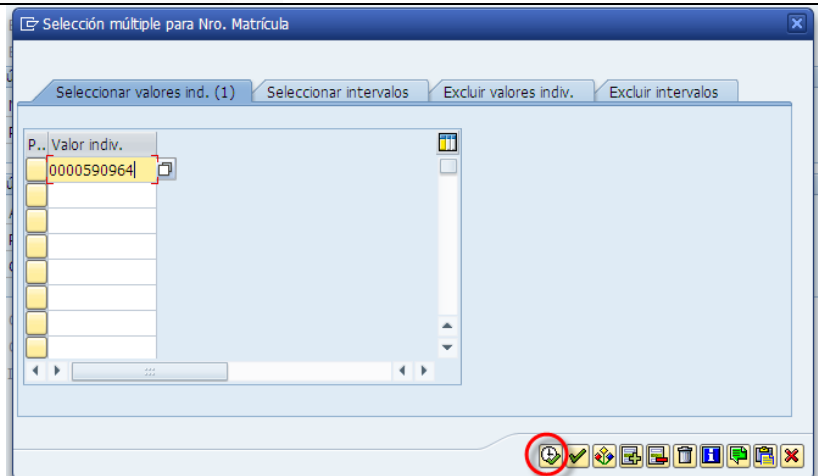 Selección múltiple para Nro. Matrícula
Seleccionar valores ind. (1)
Seleccionar intervalos
Excluir valores indiv.
Excluir intervalos
P.. Valor indiv.
0000590964